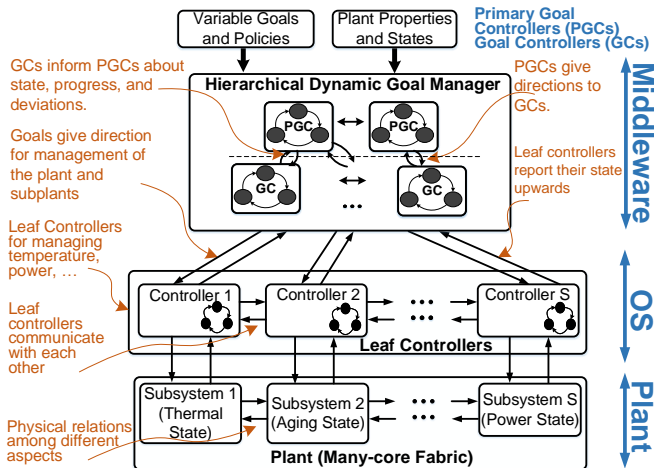 Variable Goals
and Policies
Plant Properties
and States
Primary Goal
Controllers (PGCs)
Goal Controllers (GCs)
GCs inform PGCs about
state, progress, and
deviations.
Hierarchical Dynamic Goal Manager
PGCs give
directions to
GCs.
PGC
PGC
GC
GC
...
Goals give direction
for management of
the plant and
subplants
Leaf controllers
report their state
upwards
Middleware
Leaf Controllers
for managing
temperature,
power, ...
Controller 1
Controller 2
...
Controller S
...
Leaf Controllers
OS
Leaf
controllers
communicate
with each
other
Subsystem 1
(Thermal
State)
Subsystem 2
(Aging State)
...
Subsystem S
(Power State)
...
Plant (Many-core Fabric)
Plant
Physical relations
among different
aspects